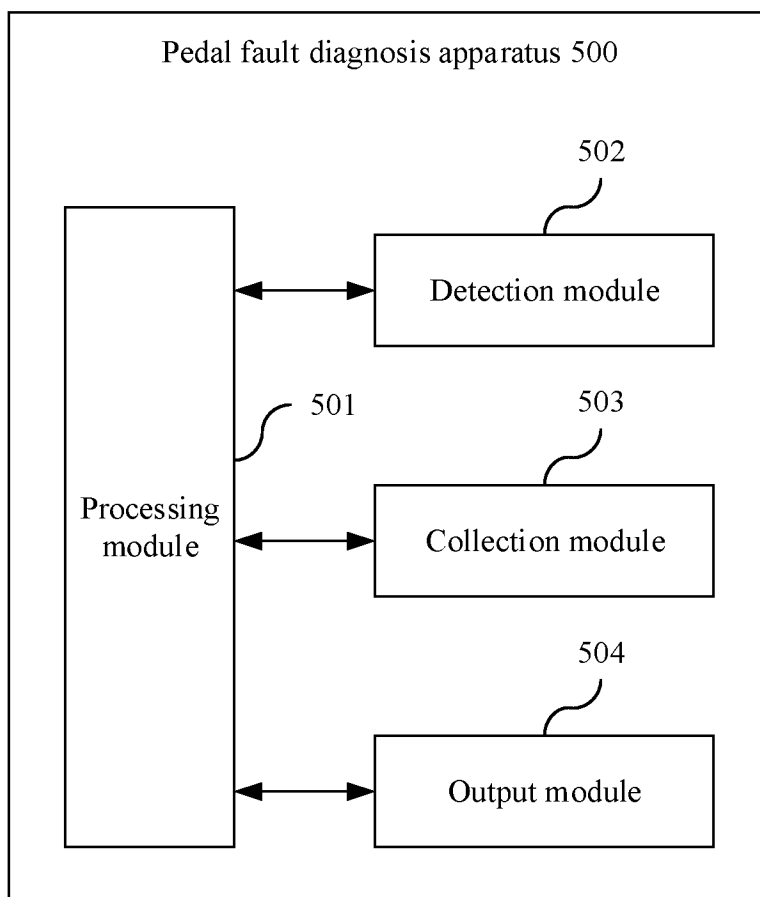 Pedal fault diagnosis apparatus 500
502
Detection module
501
503
Processing
module
Collection module
504
Output module